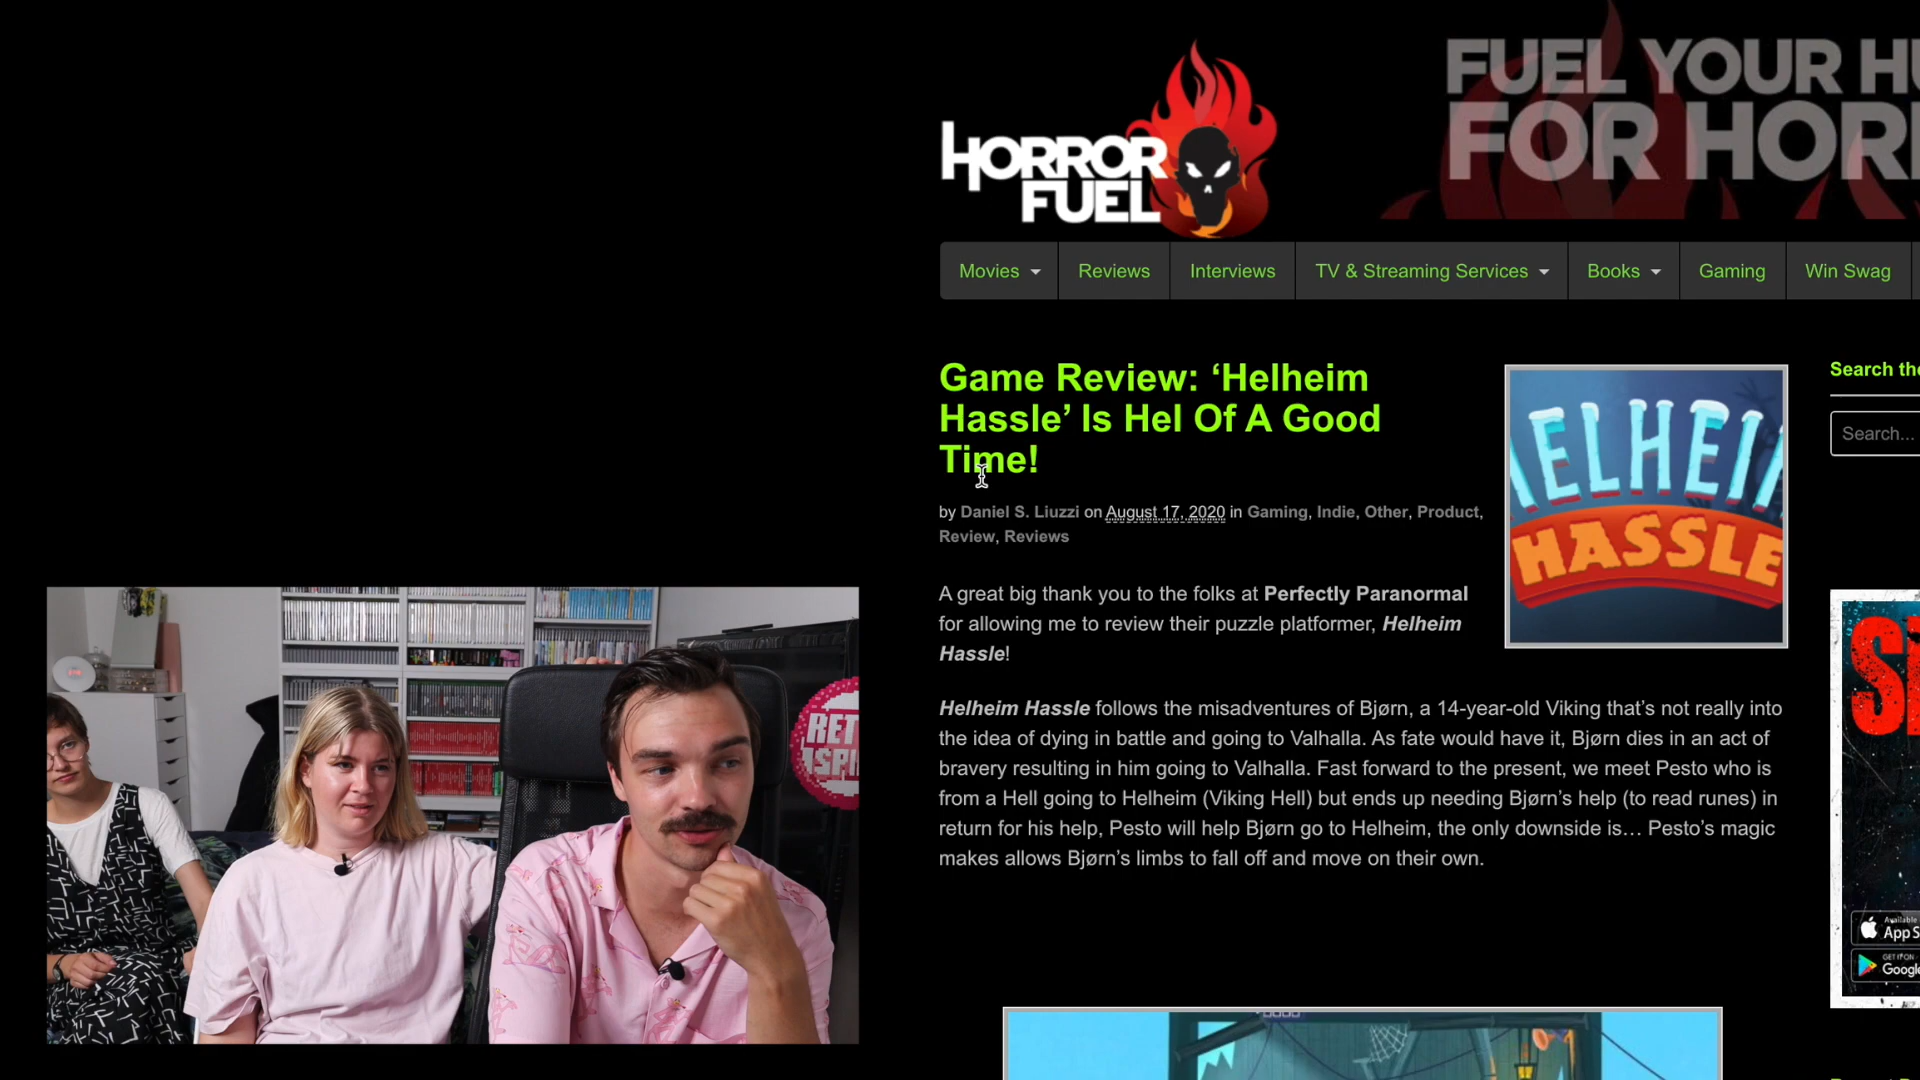 FUEL YOUR
FOR
HORROR
FUEL
Movies
Reviews
Interviews
TV & Streaming Services
Books
Gaming
Win Swag
Game Review: ‘Helheim
Hassle’ Is Hel Of A Good
Time!
by Daniel S. Liuzzi on August 17, 2020 in Gaming, Indie, Other, Product,
Review, Reviews
A great big thank you to the folks at Perfectly Paranormal
for allowing me to review their puzzle platformer, Helheim
Hassle!
Helheim Hassle follows the misadventures of Bjørn, a 14-year-old Viking that’s not really into
the idea of dying in battle and going to Valhalla. As fate would have it, Bjørn dies in an act of
bravery resulting in him going to Valhalla. Fast forward to the present, we meet Pesto who is
from a Hell going to Helheim (Viking Hell) but ends up needing Bjørn’s help (to read runes) in
return for his help, Pesto will help Bjørn go to Helheim, the only downside is… Pesto’s magic
makes allows Bjørn’s limbs to fall off and move on their own.
ELHEI
HASSLE
Search
Search...
Available
App S
GET IT ON
Google
RET